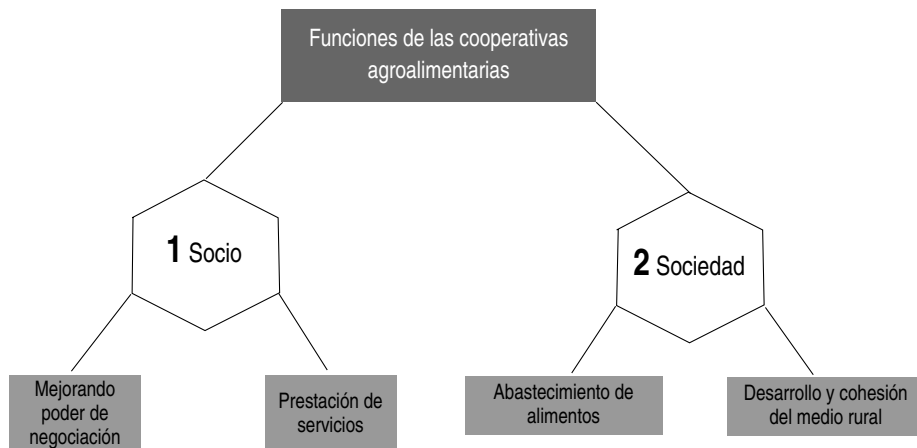 Funciones de las cooperativas
agroalimentarias
1 Socio
2 Sociedad
Mejorando
poder de
negociación
Prestación de
servicios
Abastecimiento de
alimentos
Desarrollo y cohesión
del medio rural